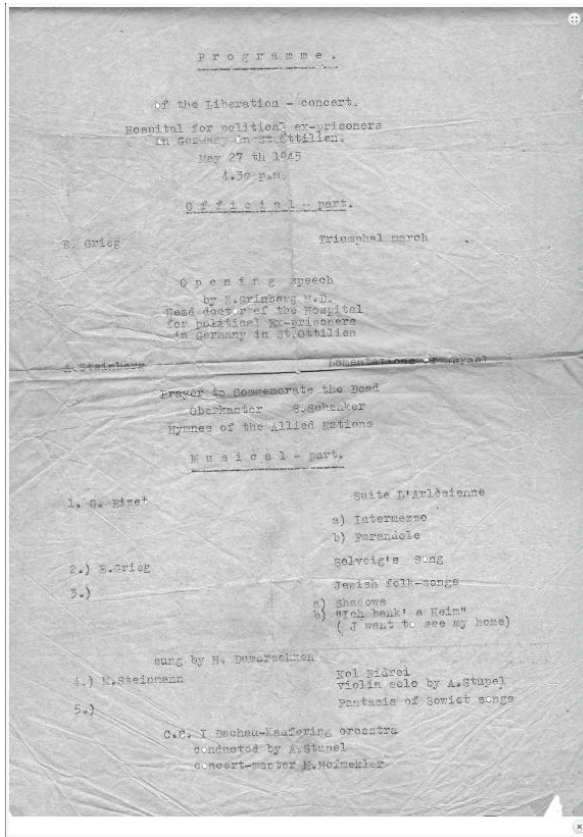 P r o g r a m m e .
of the Liberation - concert.
Hospital for political ex-prisoners
in Germany in St.Ottilien.
May 27 th 1945
4.30 p.m.
O f f i c i a l - part.
E. Grieg Triumphal march
O p e n i n g speech
by Z.Grinberg M.D.
Head doctor of the Hospital
for political Ex-prisoners
in Germany in St.Ottilien
Lamentations
Prayer to Commemorate the Dead
Oberkantor S.Schenker
Hymnes of the Allied Nations
M u s i c a l - part.
1. G. Bizet Suite L'Arlésienne
a) Intermezzo
b) Farandole
2.) E.Grieg Solveig's Song
3.) Jewish folk-songs
a) Shadows
b) "Ich benk' a Heim"
( J want to see my home)
sung by H. Dumarschkon
4.) M.Steinmann Kol Nidrei
violin solo by A.Stupel
5.) Fantasia of Sowiet songs
C.C. I Dachau-Kaufering orcestra
conducted by A.Stupel
concert-master M.Hofmekler